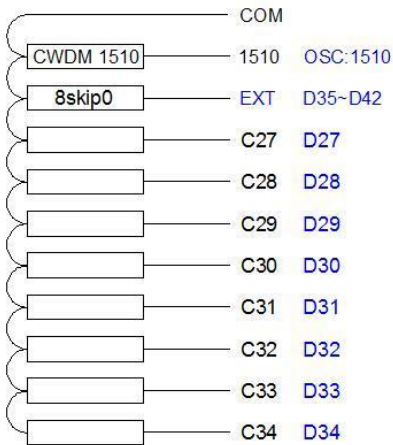 COM
CWDM 1510 1510 OSC:1510
8skip0 EXT D35~D42
C27 D27
C28 D28
C29 D29
C30 D30
C31 D31
C32 D32
C33 D33
C34 D34